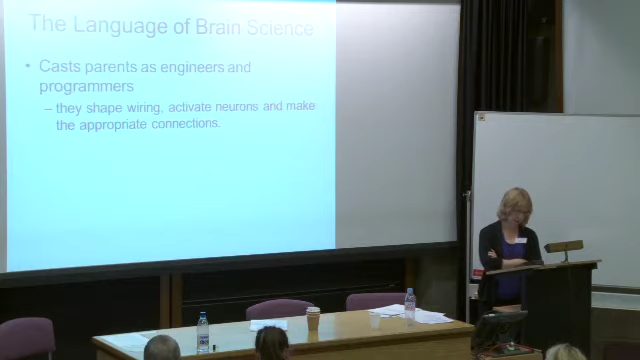 The Language of Brain Science
• Casts parents as engineers and
programmers
– they shape wiring, activate neurons and make
the appropriate connections.